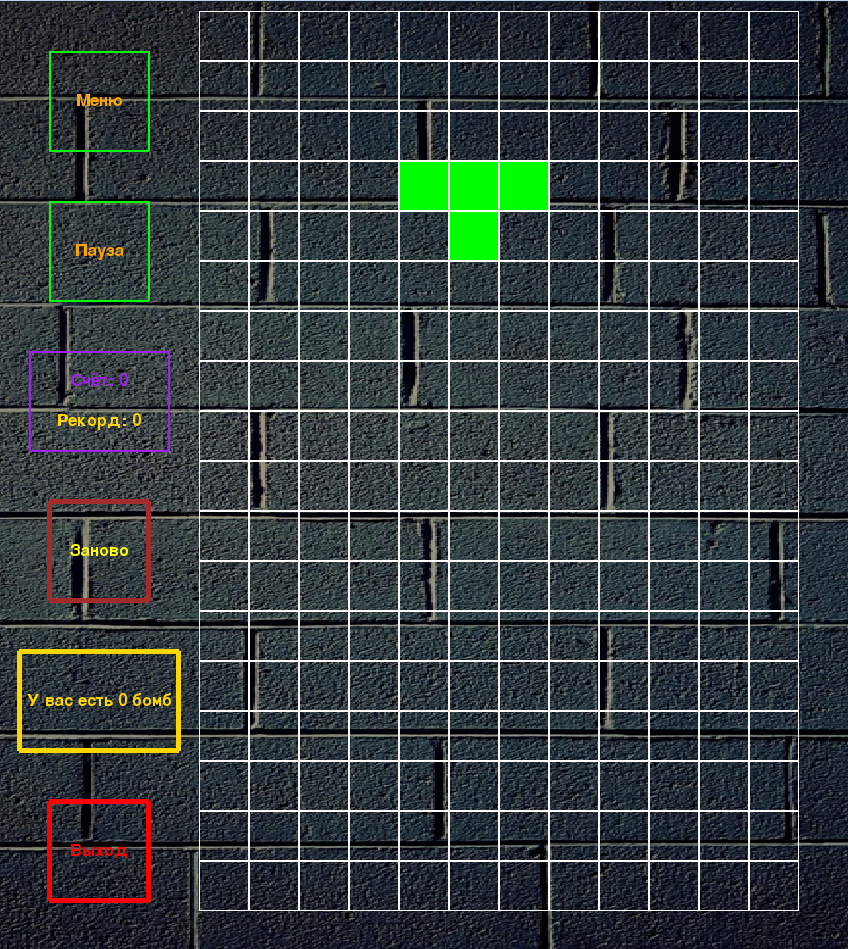 Меню
Пауза
Счёт: 0
Рекорд: 0
Заново
У вас есть 0 бомб
Выход